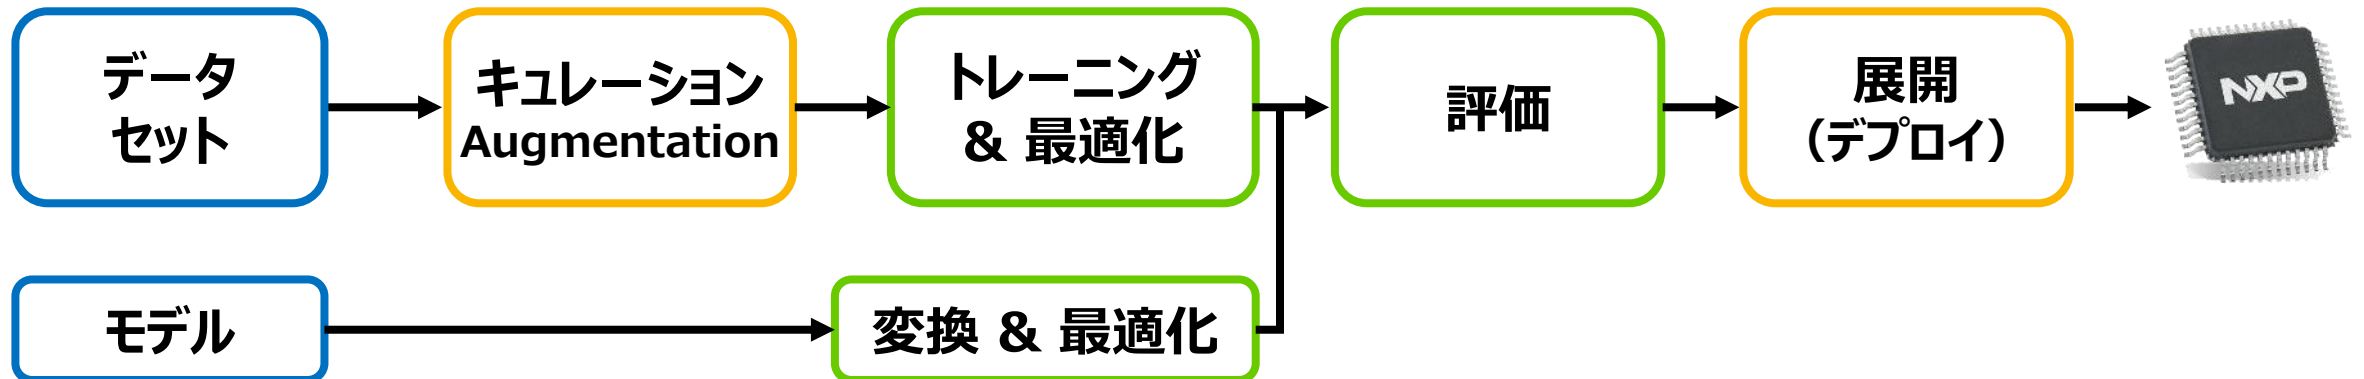 データ
セット
キュレーション
Augmentation
トレーニング
& 最適化
評価
展開
（デプロイ）
NXP
モデル
変換 & 最適化